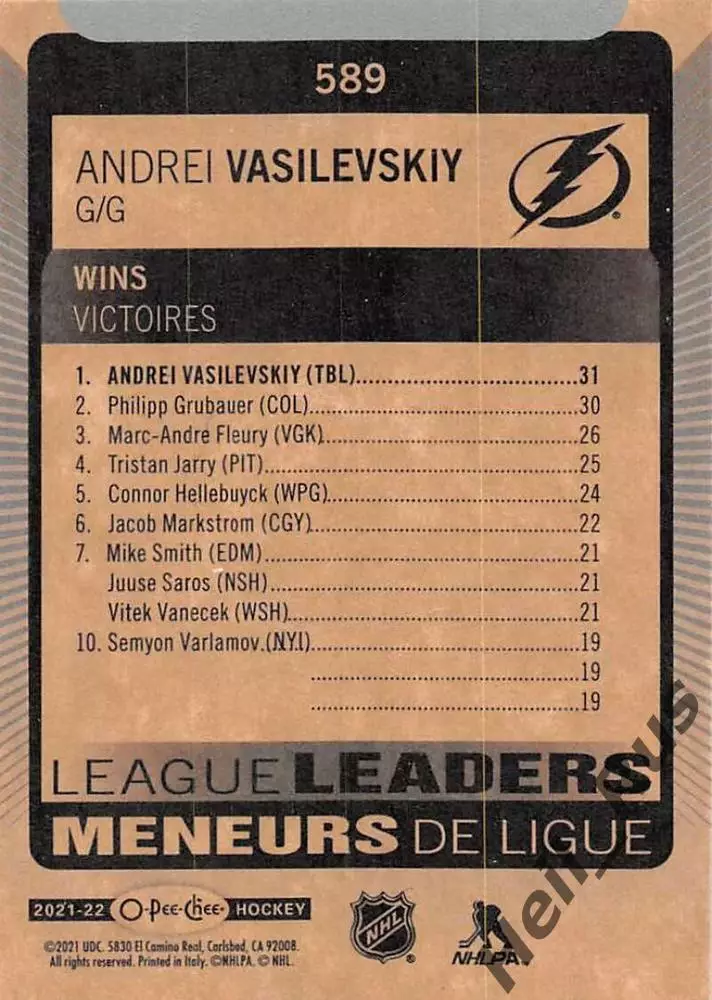 589
ANDREI VASILEVSKIY
G/G
WINS
VICTOIRES
1. ANDREI VASILEVSKIY (TBL)..........................................31
2. Philipp Grubauer (COL)..................................................30
3. Marc-Andre Fleury (VGK)...............................................26
4. Tristan Jarry (PIT)..........................................................25
5. Connor Hellebuyck (WPG)..............................................24
6. Jacob Markstrom (CGY).................................................22
7. Mike Smith (EDM)..........................................................21
Juuse Saros (NSH)..........................................................21
Vitek Vanecek (WSH)......................................................21
10. Semyon Varlamov.(NYI)................................................19
..................................................19
..................................................19
LEAGUE LEADERS
MENEURS DE LIGUE
2021-22 O-Pee-Chee HOCKEY
©2021 UDC. 5830 El Camino Real, Carlsbad, CA 92008.
All rights reserved. Printed in Italy. ©NHLPA. © NHL.
NHL
NHLPA
Heil_rus